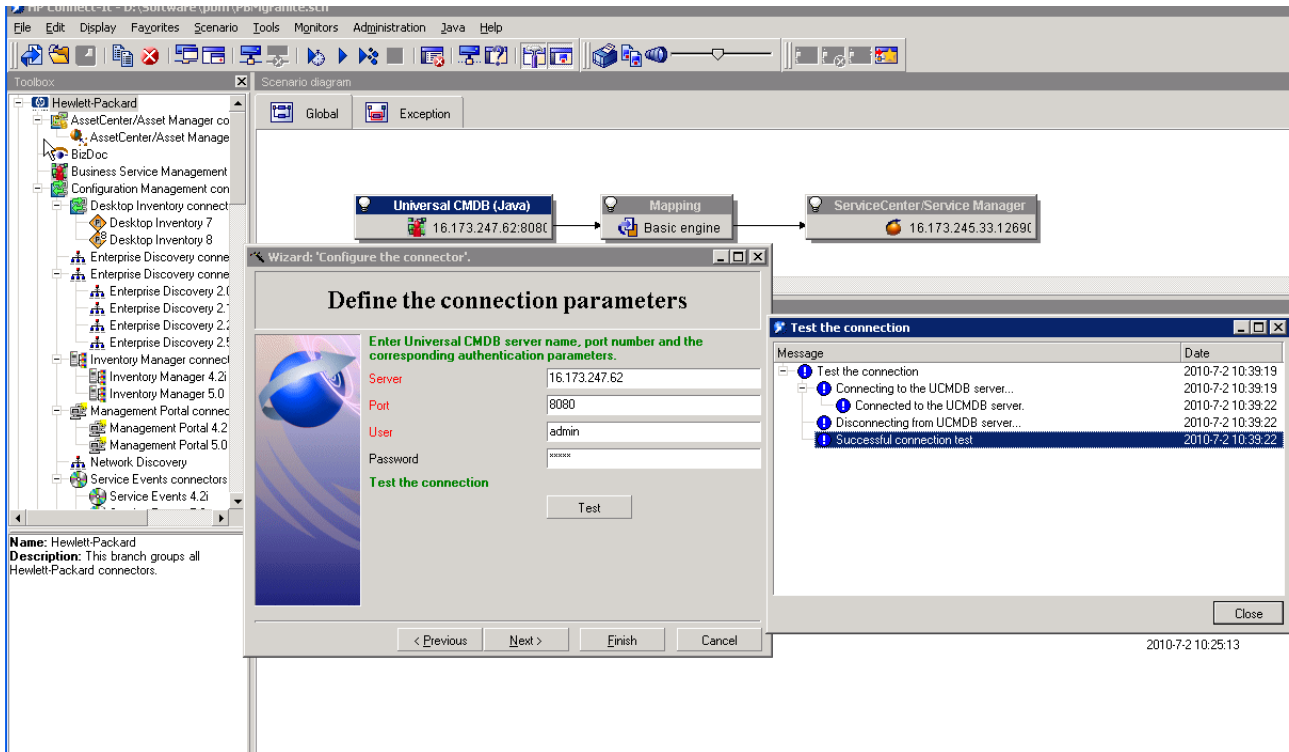 HP Connect-It - D:\Software\pbm\PBMigranite.scn
File Edit Display Favorites Scenario Tools Monitors Administration Java Help
Toolbox
Scenario diagram
Hewlett-Packard
AssetCenter/Asset Manager co
AssetCenter/Asset Manage
BizDoc
Business Service Management
Configuration Management con
Desktop Inventory connect
Desktop Inventory 7
Desktop Inventory 8
Enterprise Discovery conne
Enterprise Discovery conne
Enterprise Discovery 2.0
Enterprise Discovery 2.1
Enterprise Discovery 2.2
Enterprise Discovery 2.5
Inventory Manager connect
Inventory Manager 4.2i
Inventory Manager 5.0
Management Portal connec
Management Portal 4.2
Management Portal 5.0
Network Discovery
Service Events connectors
Service Events 4.2i
Name: Hewlett-Packard
Description: This branch groups all
Hewlett-Packard connectors.
Global Exception
Universal CMDB (Java)
16.173.247.62:8080
Mapping
Basic engine
ServiceCenter/Service Manager
16.173.245.33.12690
Wizard: 'Configure the connector'.
Define the connection parameters
Enter Universal CMDB server name, port number and the
corresponding authentication parameters.
Server 16.173.247.62
Port 8080
User admin
Password xxxxx
Test the connection
Test
< Previous Next > Finish Cancel
Test the connection
Message Date
Test the connection 2010-7-2 10:39:19
Connecting to the UCMDB server... 2010-7-2 10:39:19
Connected to the UCMDB server. 2010-7-2 10:39:22
Disconnecting from UCMDB server... 2010-7-2 10:39:22
Successful connection test 2010-7-2 10:39:22
Close
2010-7-2 10:25:13